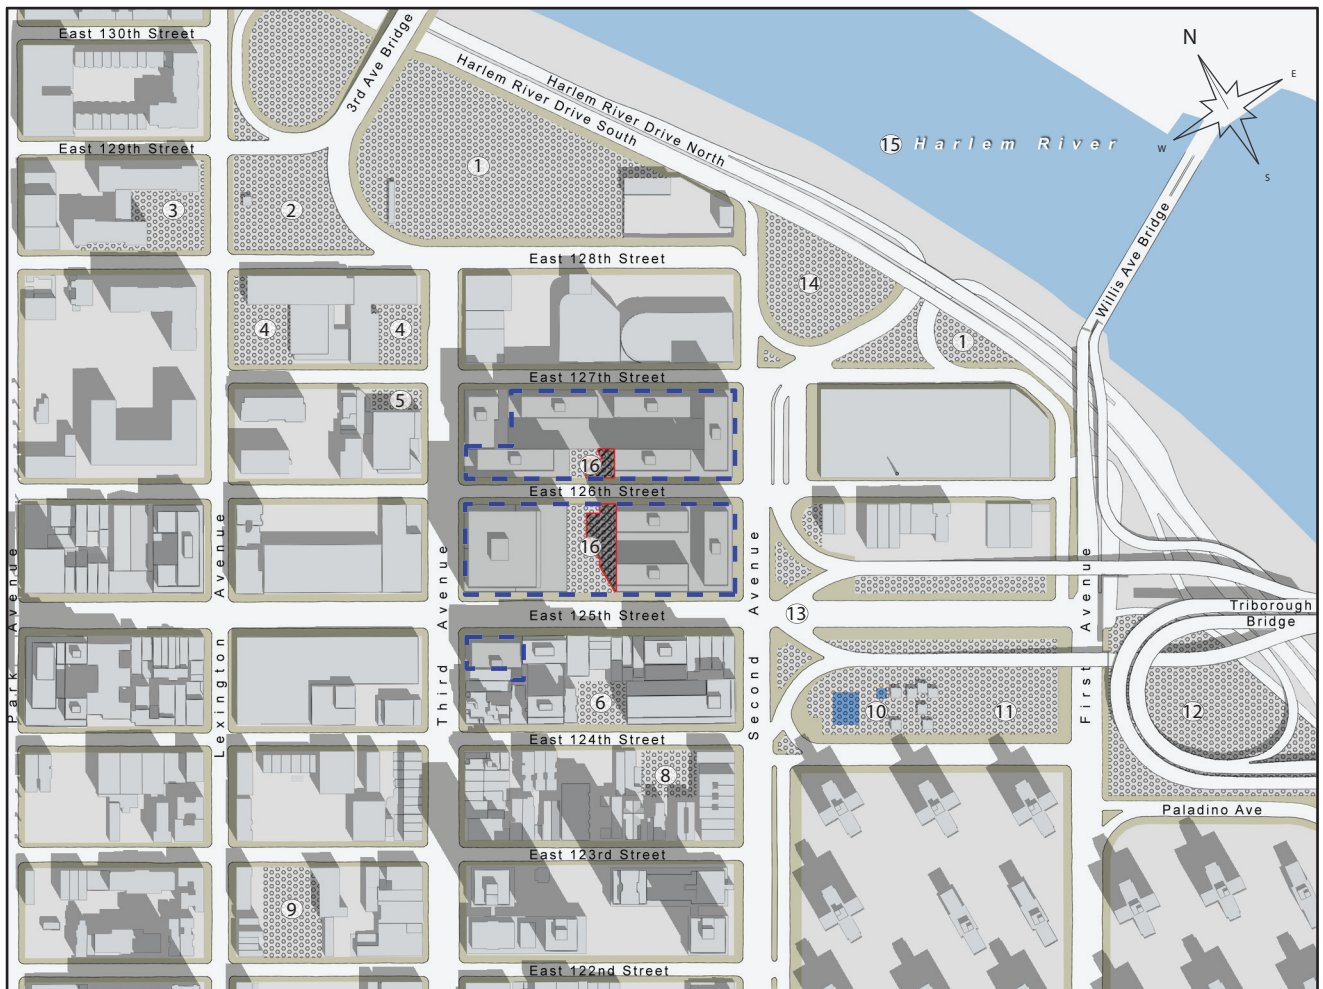 East 130th Street
3rd Ave Bridge
Harlem River Drive North
Harlem River Drive South
N
E
W
S
15 Harlem River
East 129th Street
1
3
2
Willis Ave Bridge
East 128th Street
14
4
4
1
East 127th Street
5
16
East 126th Street
16
Park Avenue
Lexington Avenue
Third Avenue
Second Avenue
First Avenue
East 125th Street
13
Triborough
Bridge
6
10
11
12
East 124th Street
8
Paladino Ave
East 123rd Street
9
East 122nd Street